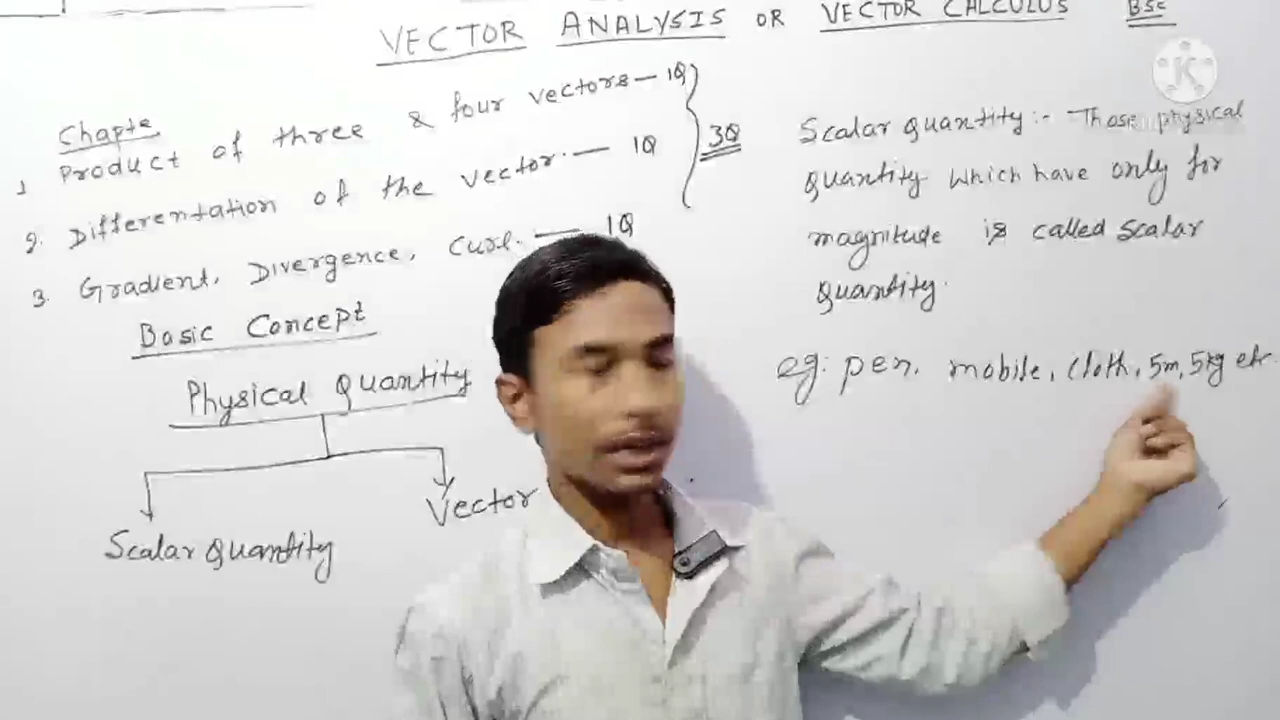 VECTOR ANALYSIS OR VECTOR CALCULUS BSc
Chapte
1 Product of three & four vectors — 1Q
2. Differentation of the vector. — 1Q
3Q
3. Gradient, Divergence, Curl. — 1Q
Basic Concept
Physical Quantity
Scalar Quantity
Vector
K
Scalar quantity :- Those physical
quantity which have only for
magnitude is called scalar
quantity.
eg: pen, mobile, cloth, 5m, 5kg etc